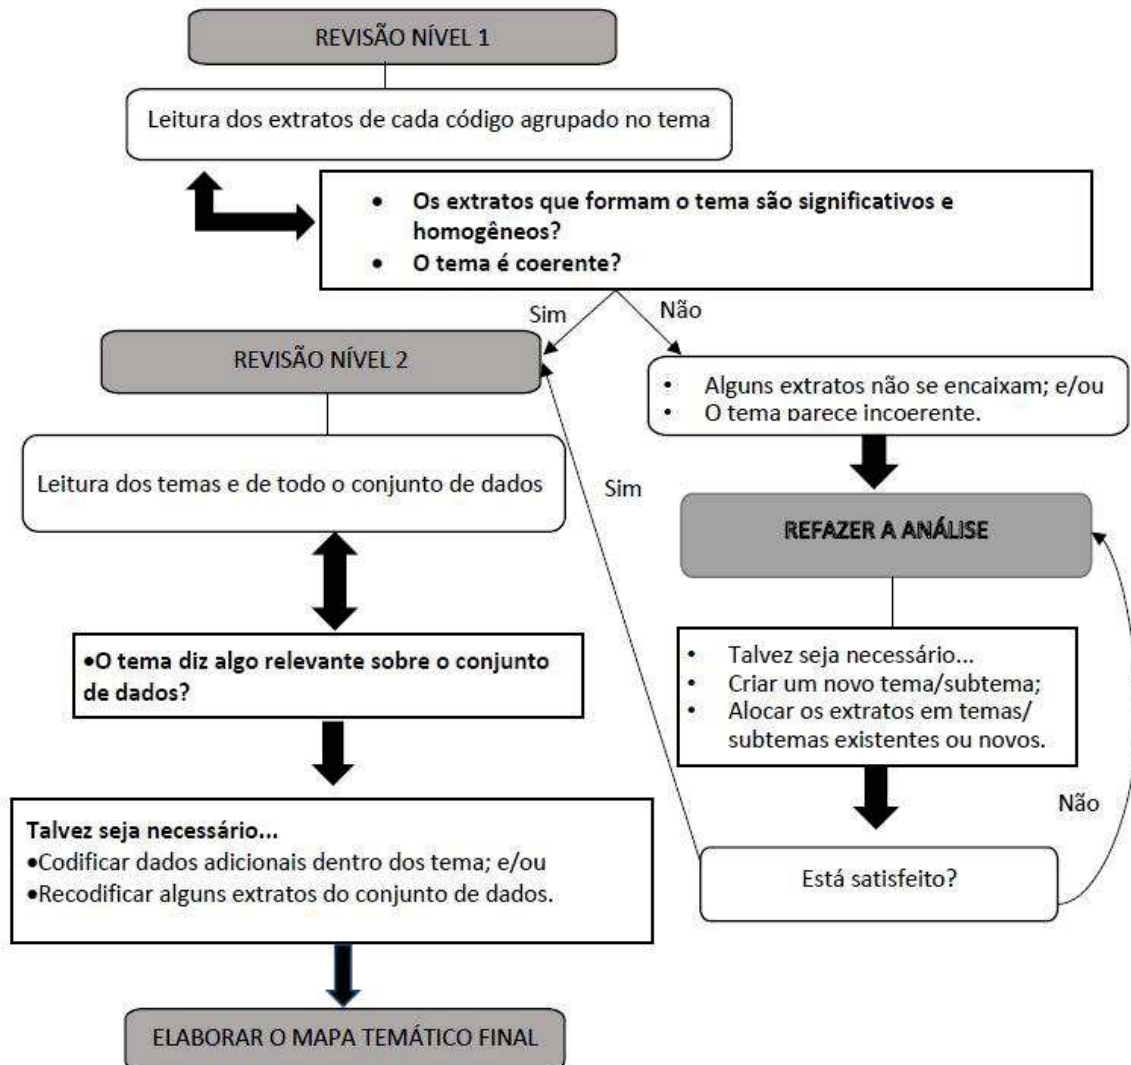 REVISÃO NÍVEL 1
Leitura dos extratos de cada código agrupado no tema
• Os extratos que formam o tema são significativos e
homogêneos?
• O tema é coerente?
Sim
Não
REVISÃO NÍVEL 2
• Alguns extratos não se encaixam; e/ou
• O tema parece incoerente.
Leitura dos temas e de todo o conjunto de dados
Sim
REFAZER A ANÁLISE
•O tema diz algo relevante sobre o conjunto
de dados?
• Talvez seja necessário...
• Criar um novo tema/subtema;
• Alocar os extratos em temas/
subtemas existentes ou novos.
Não
Talvez seja necessário...
•Codificar dados adicionais dentro dos tema; e/ou
•Recodificar alguns extratos do conjunto de dados.
Está satisfeito?
ELABORAR O MAPA TEMÁTICO FINAL